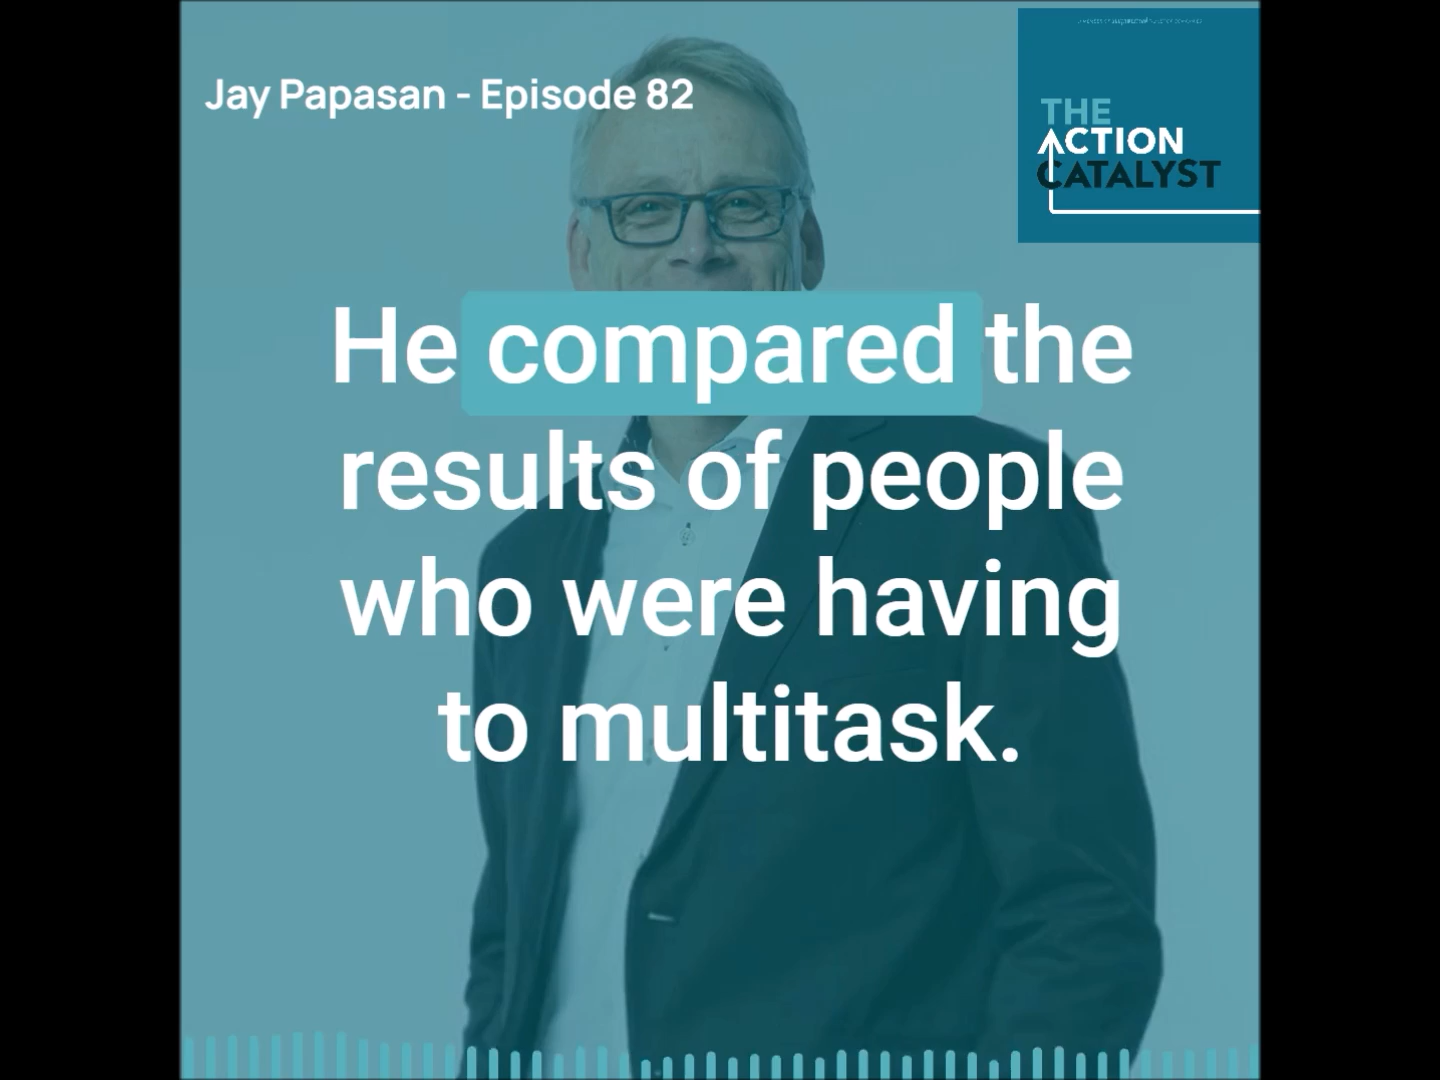 Jay Papasan - Episode 82
THE
ACTION
CATALYST
He compared the
results of people
who were having
to multitask.